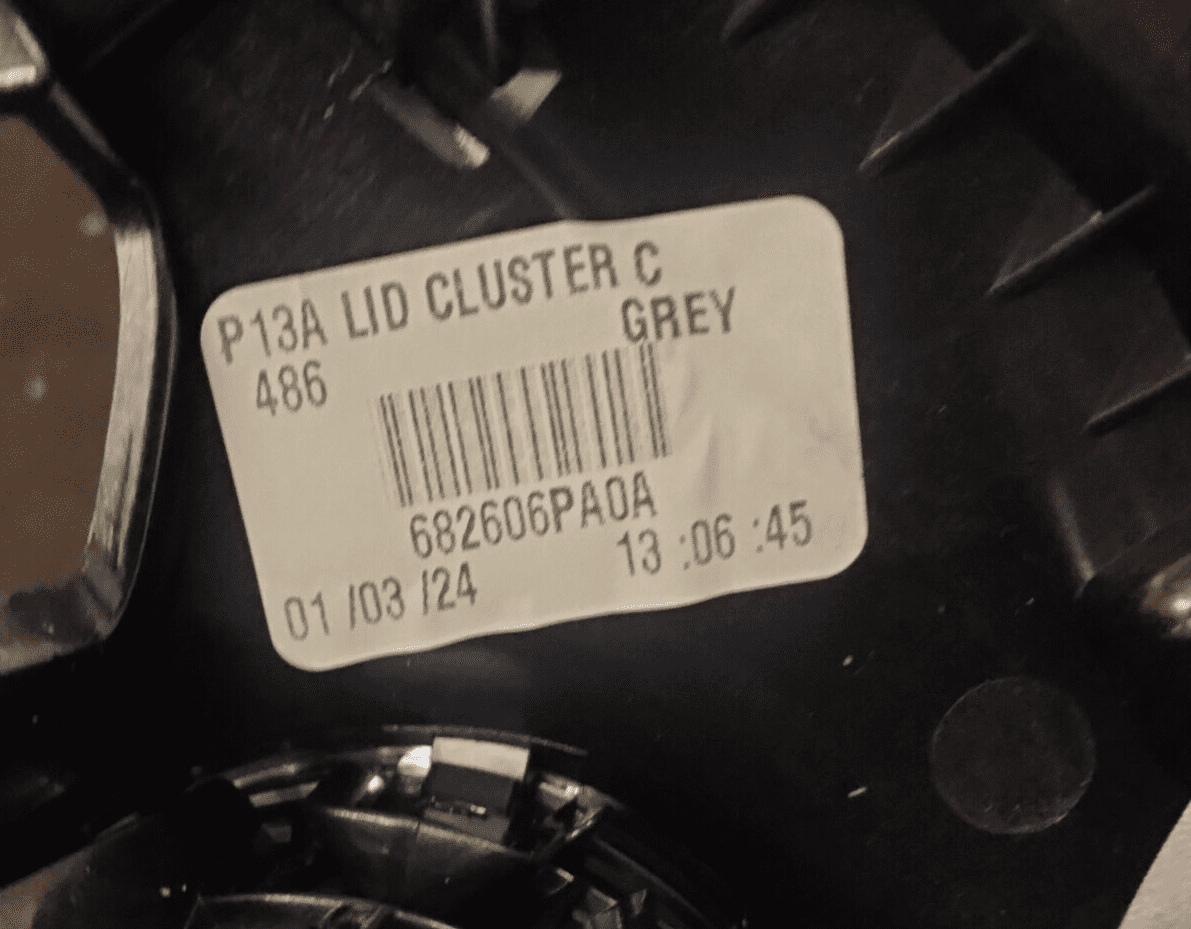 P13A LID CLUSTER C
GREY
486
682606PA0A
13 :06 :45
01 /03 /24